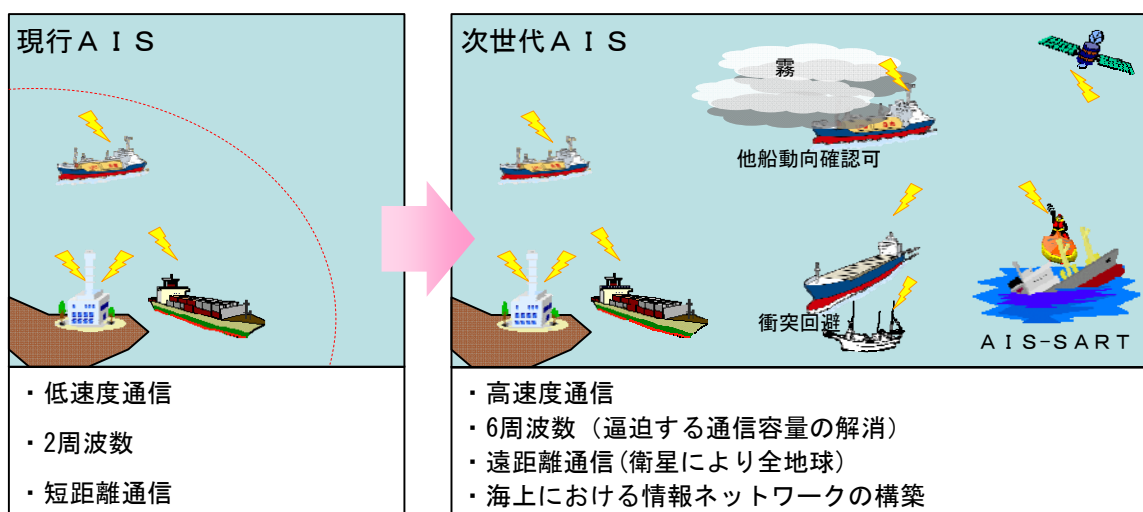 現行ＡＩＳ
次世代ＡＩＳ
霧
他船動向確認可
衝突回避
ＡＩＳ-ＳＡＲＴ
・低速度通信
・2周波数
・短距離通信
・高速度通信
・6周波数（逼迫する通信容量の解消）
・遠距離通信(衛星により全地球)
・海上における情報ネットワークの構築